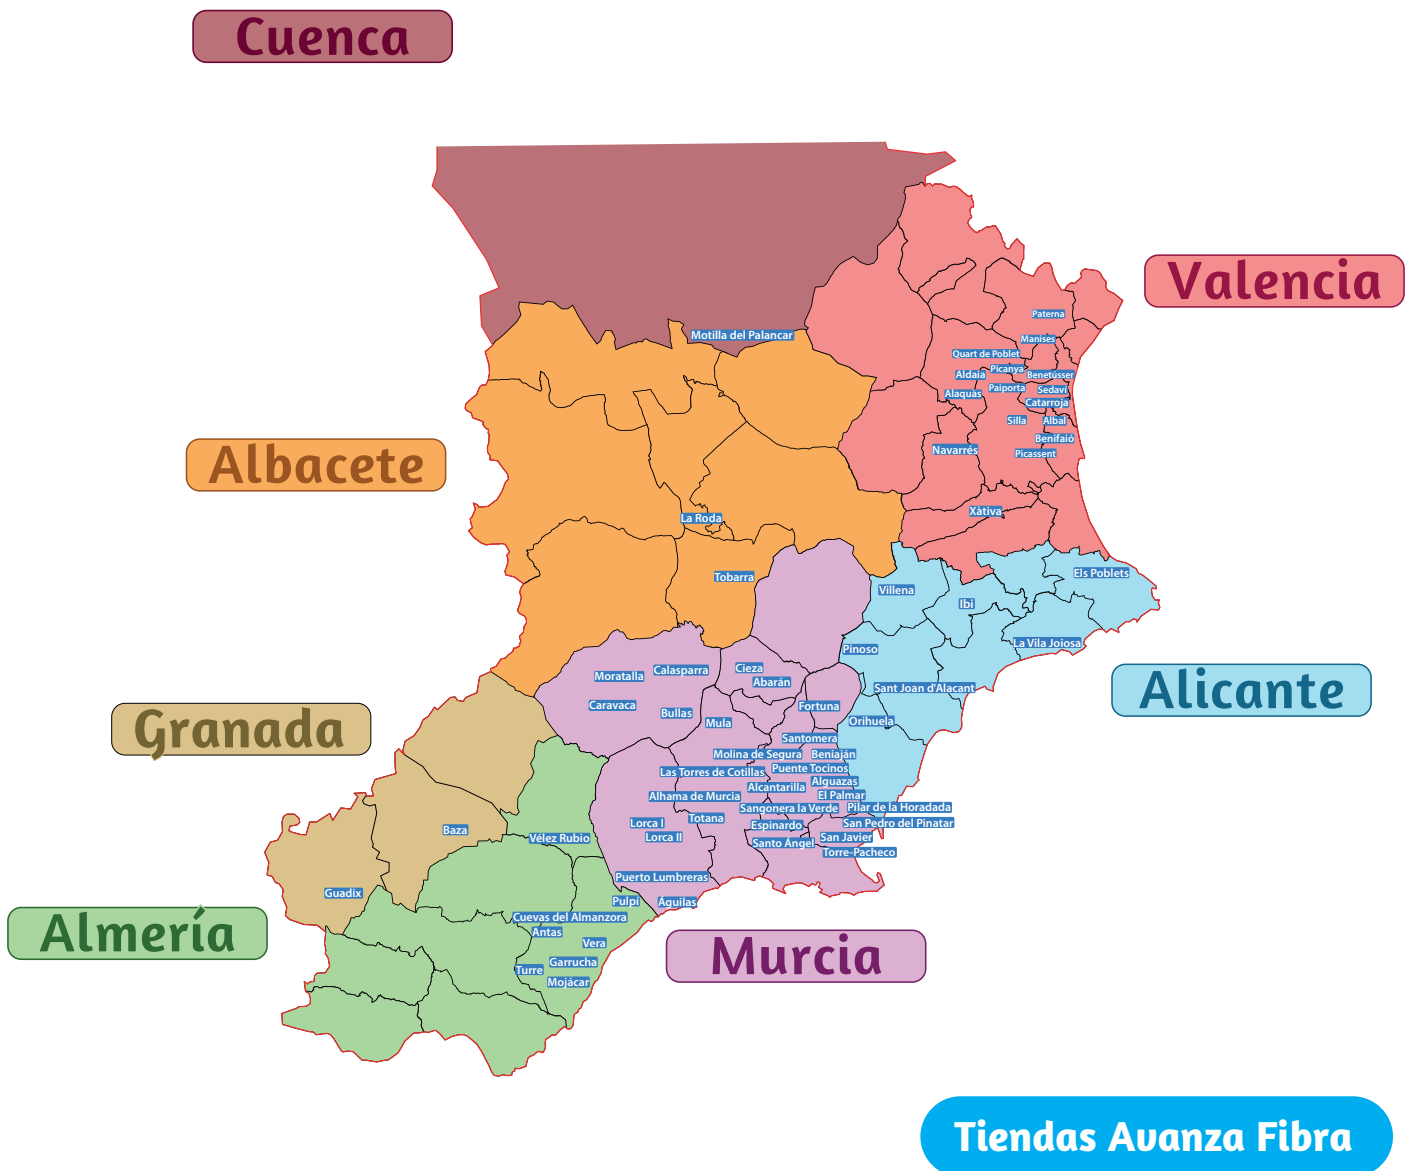 Cuenca
Valencia
Paterna
Motilla del Palancar
Manises
Quart de Poblet
Picanya
Aldaia
Benetússer
Paiporta
Sedaví
Alaquàs
Catarroja
Silla
Albal
Benifaió
Navarrés
Picassent
Albacete
Xàtiva
La Roda
Els Poblets
Tobarra
Villena
Ibi
La Vila Joiosa
Pinoso
Alicante
Cieza
Calasparra
Moratalla
Abarán
Sant Joan d'Alacant
Caravaca
Fortuna
Bullas
Mula
Orihuela
Granada
Santomera
Molina de Segura
Beniaján
Puente Tocinos
Las Torres de Cotillas
Alguazas
Alcantarilla
Alhama de Murcia
El Palmar
Sangonera la Verde
Pilar de la Horadada
Totana
Lorca I
Espinardo
San Pedro del Pinatar
Baza
Lorca II
San Javier
Vélez Rubio
Santo Ángel
Torre-Pacheco
Puerto Lumbreras
Guadix
Pulpí
Aguilas
Cuevas del Almanzora
Almería
Antas
Vera
Murcia
Garrucha
Turre
Mojácar
Tiendas Avanza Fibra